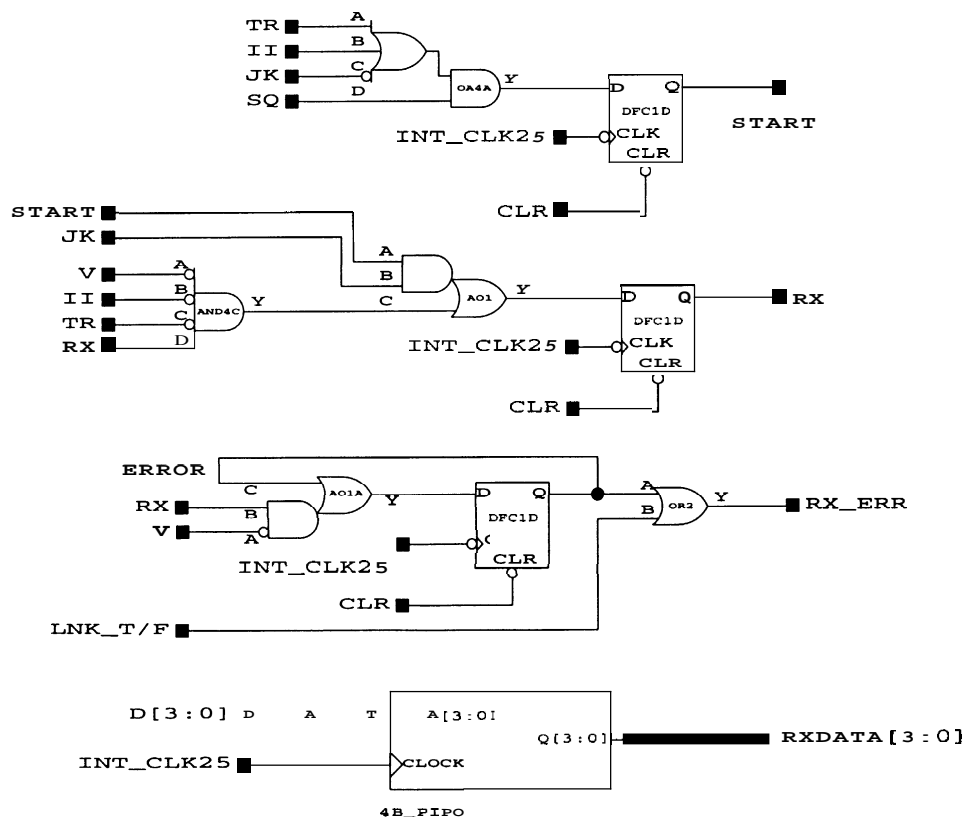 TR A
II B
JK C
SQ D
OA4A Y
D Q
DFC1D
INT_CLK25 CLK
CLR
START
CLR
START
JK
A
B
V A
II B
TR C
RX D
AND4C Y
C
AO1 Y
D Q
DFC1D
RX
INT_CLK25 CLK
CLR
CLR
ERROR
C
AO1A Y
RX B
V A
D Q
DFC1D
C
CLR
INT_CLK25
CLR
A
B
OR2 Y
RX_ERR
LNK_T/F
D[3:0] D A T A[3:0]
Q[3:0] RXDATA[3:0]
INT_CLK25 CLOCK
4B_PIPO